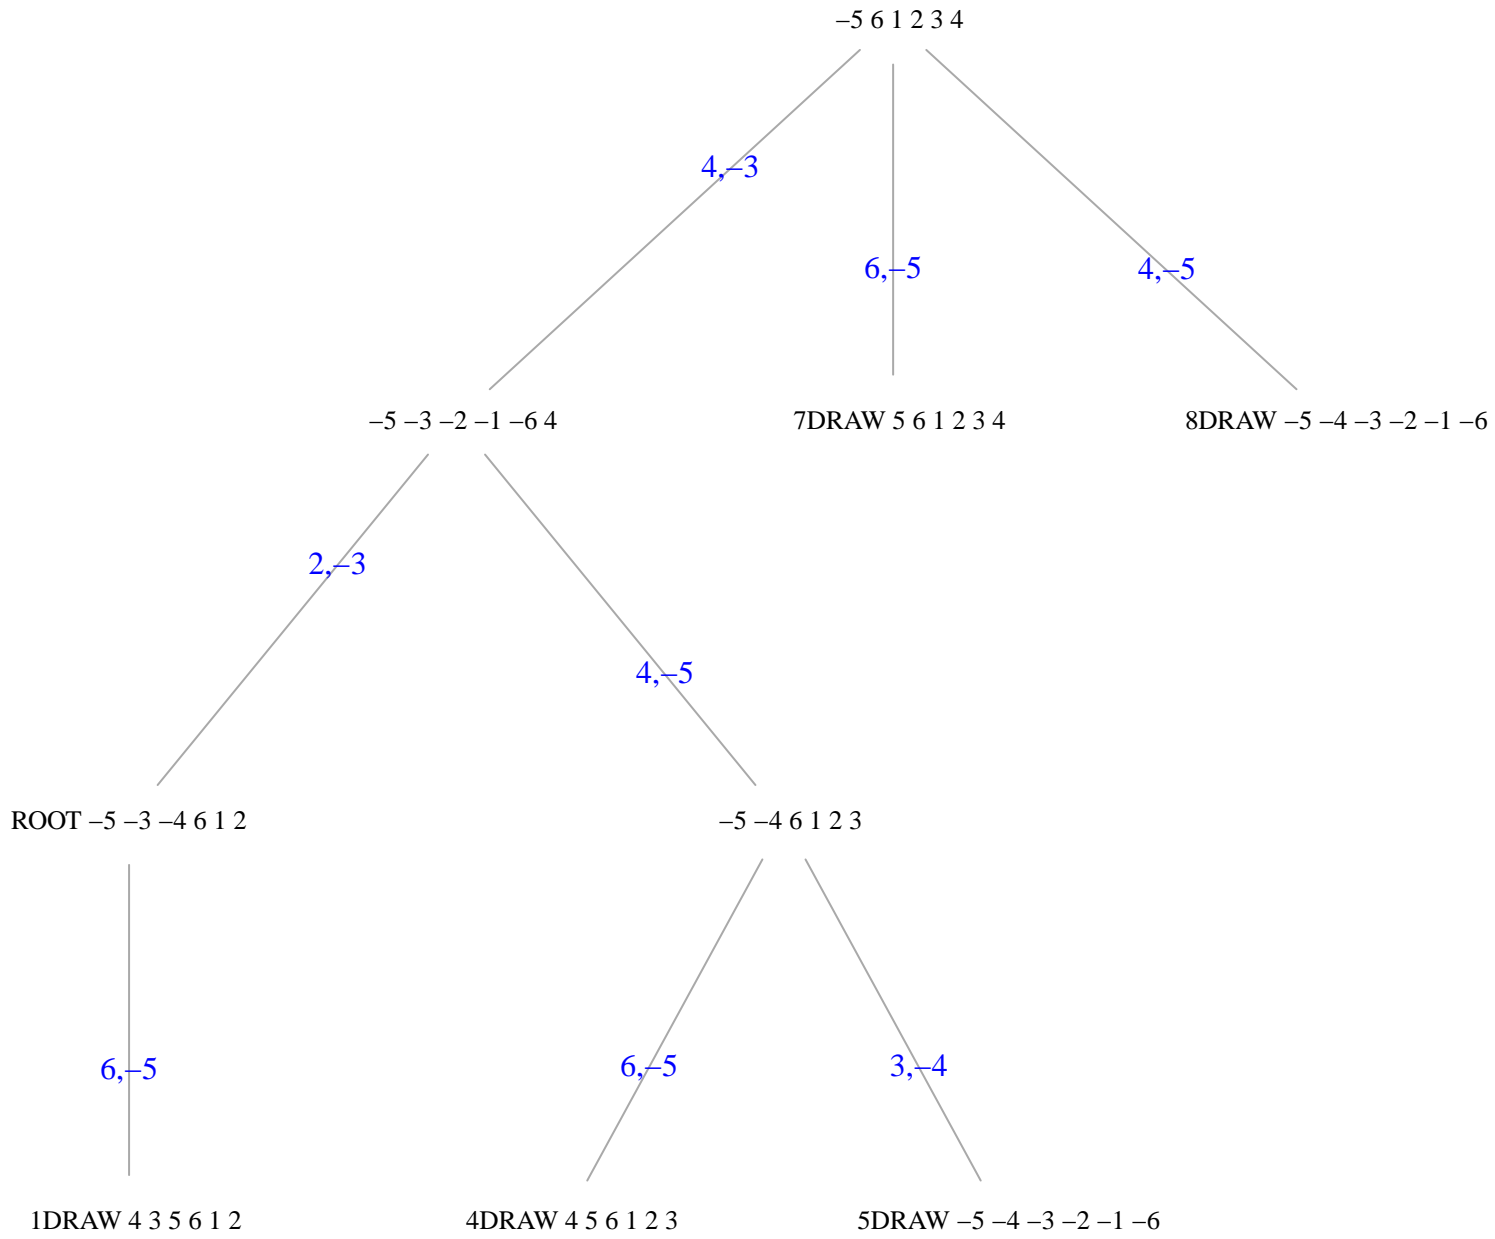 –5 6 1 2 3 4
4,–3
6,–5
4,–5
–5 –3 –2 –1 –6 4
7DRAW 5 6 1 2 3 4
8DRAW –5 –4 –3 –2 –1 –6
2,–3
4,–5
ROOT –5 –3 –4 6 1 2
–5 –4 6 1 2 3
6,–5
6,–5
3,–4
1DRAW 4 3 5 6 1 2
4DRAW 4 5 6 1 2 3
5DRAW –5 –4 –3 –2 –1 –6